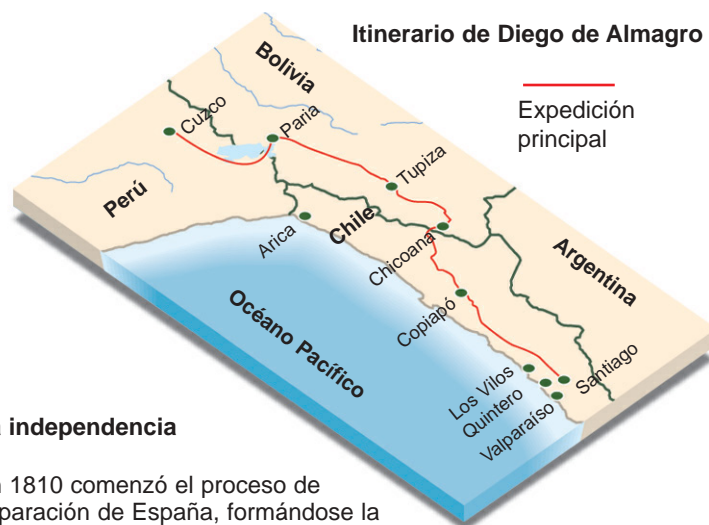 Itinerario de Diego de Almagro
Expedición
principal
Bolivia
Cuzco
Paria
Tupiza
Perú
Arica
Chile
Chicoana
Argentina
Copiapó
Océano Pacífico
Los Vilos
Quintero
Valparaíso
Santiago
independencia
1810 comenzó el proceso de
paración de España, formándose la